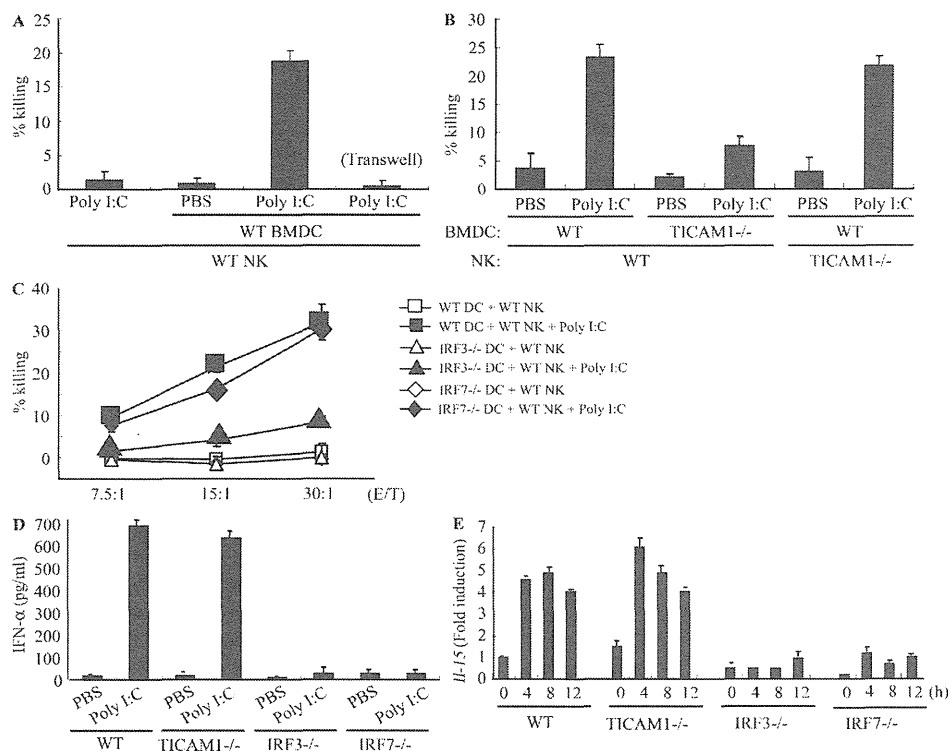 A
25
20
15
10
5
0
% killing
(Transwell)
Poly I:C PBS Poly I:C Poly I:C
WT BMDC
WT NK
B
30
25
20
15
10
5
0
% killing
PBS Poly I:C PBS Poly I:C PBS Poly I:C
BMDC: WT TICAM1-/- WT
NK: WT TICAM1-/-
C
40
30
20
10
0
% killing
7.5:1 15:1 30:1 (E/T)
WT DC + WT NK
WT DC + WT NK + Poly I:C
IRF3-/- DC + WT NK
IRF3-/- DC + WT NK + Poly I:C
IRF7-/- DC + WT NK
IRF7-/- DC + WT NK + Poly I:C
D
700
600
500
400
300
200
100
0
IFN-α (pg/ml)
PBS Poly I:C PBS Poly I:C PBS Poly I:C PBS Poly I:C
WT TICAM1-/- IRF3-/- IRF7-/-
E
7
6
5
4
3
2
1
0
Il-15 (Fold induction)
0 4 8 12 0 4 8 12 0 4 8 12 0 4 8 12 (h)
WT TICAM1-/- IRF3-/- IRF7-/-